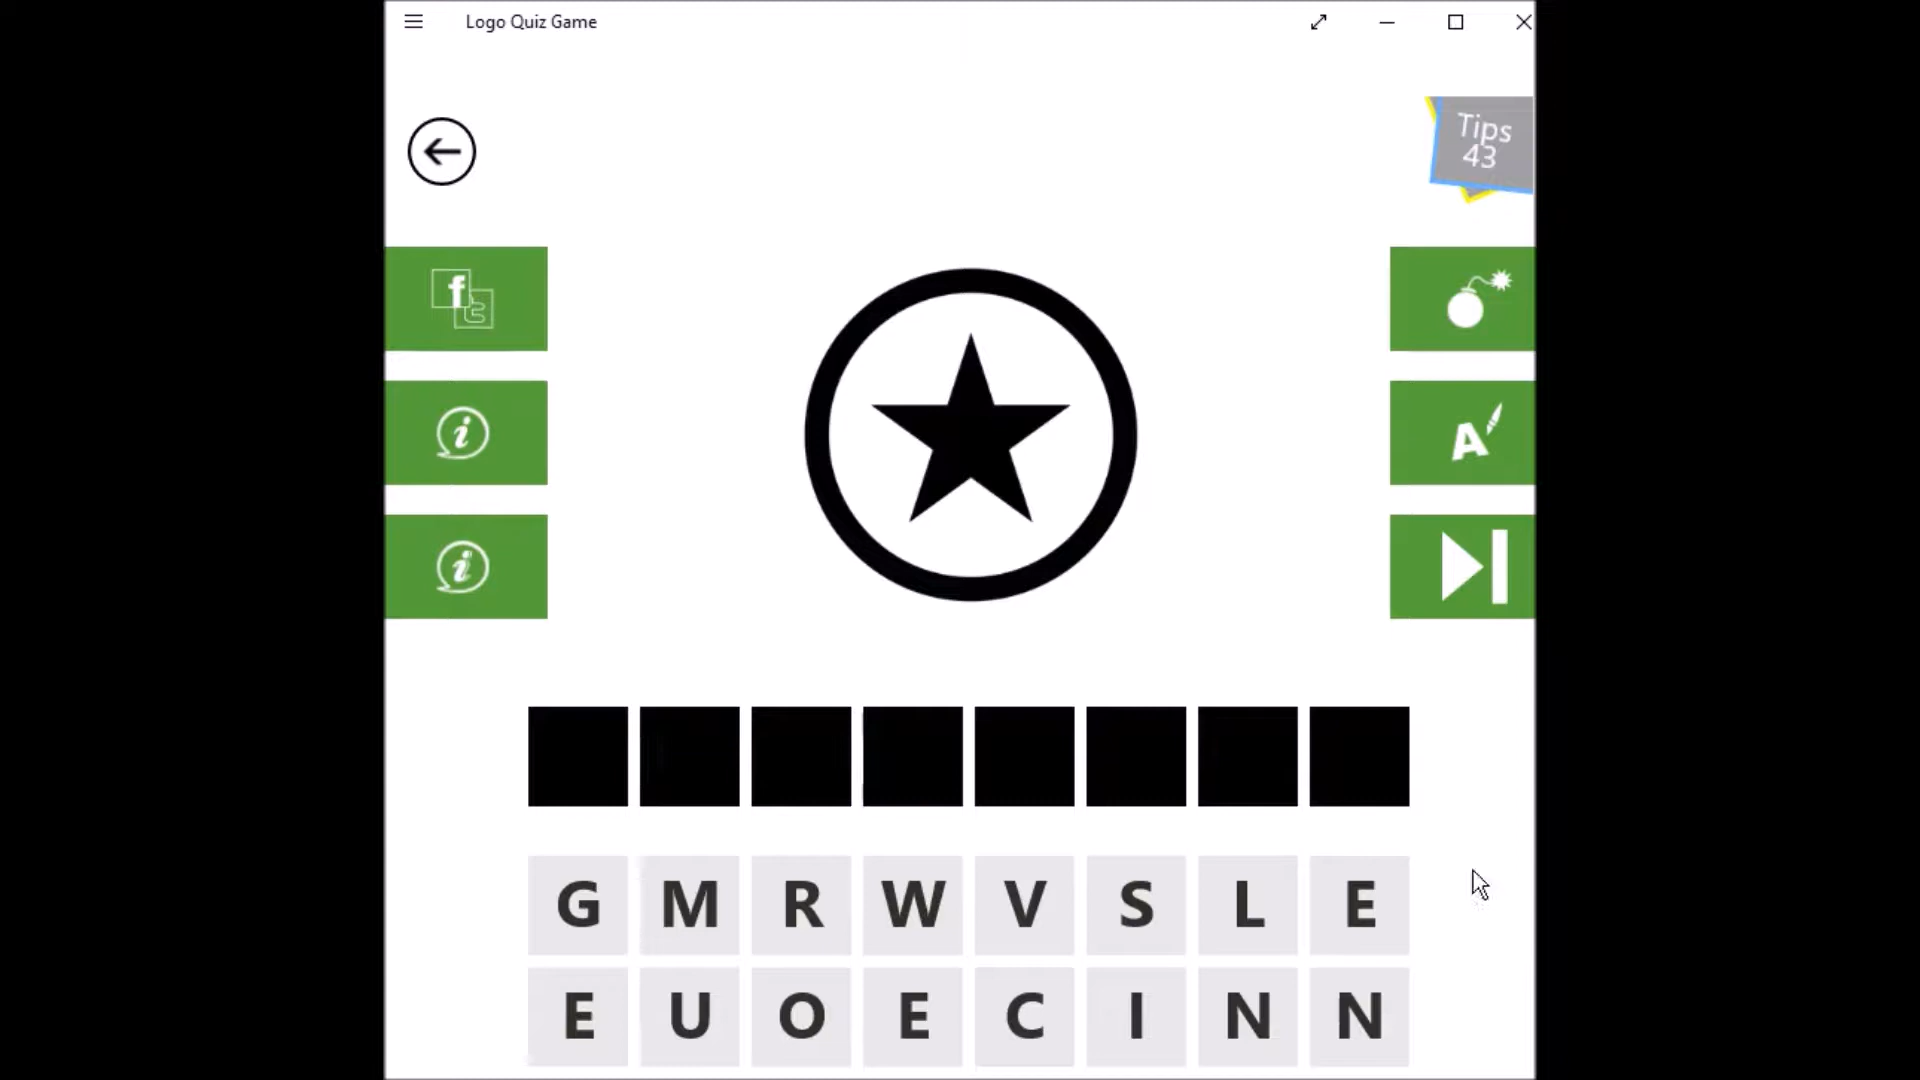 Logo Quiz Game
Tips
43
G M R W V S L E
E U O E C I N N